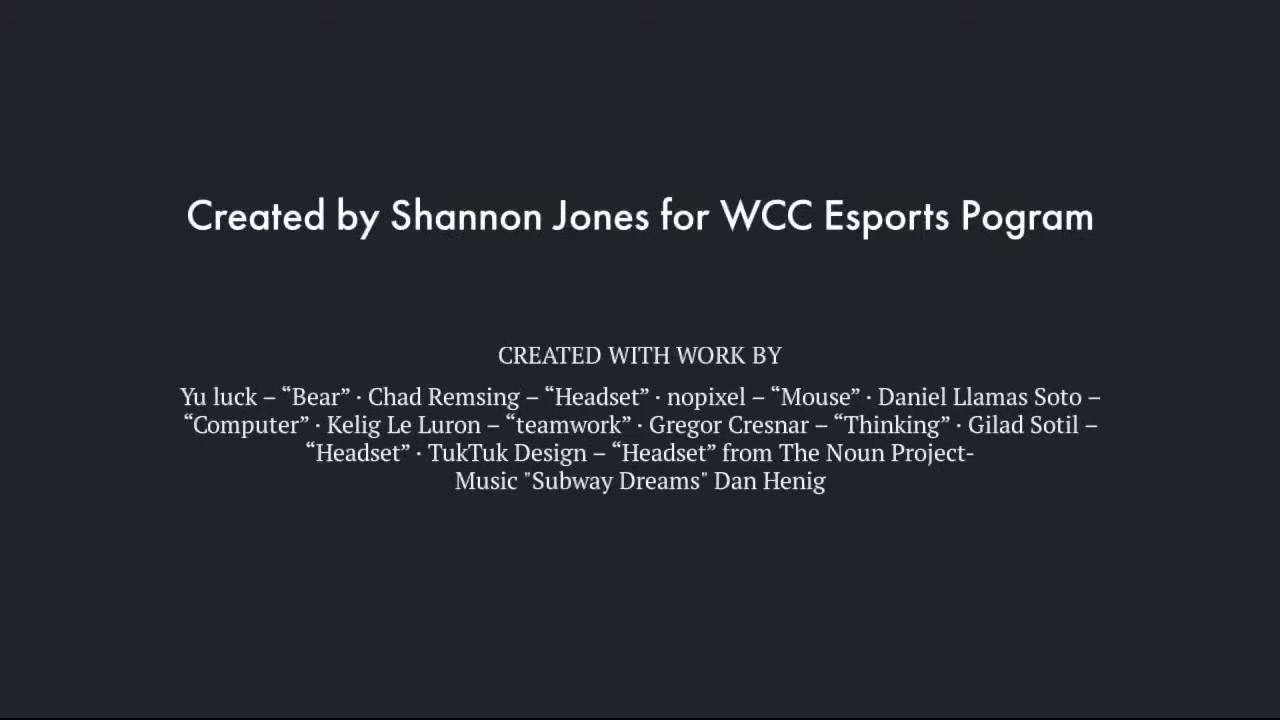 Created by Shannon Jones for WCC Esports Pogram
CREATED WITH WORK BY
Yu luck – “Bear” · Chad Remsing – “Headset” · nopixel – “Mouse” · Daniel Llamas Soto –
“Computer” · Kelig Le Luron – “teamwork” · Gregor Cresnar – “Thinking” · Gilad Sotil –
“Headset” · TukTuk Design – “Headset” from The Noun Project-
Music "Subway Dreams" Dan Henig